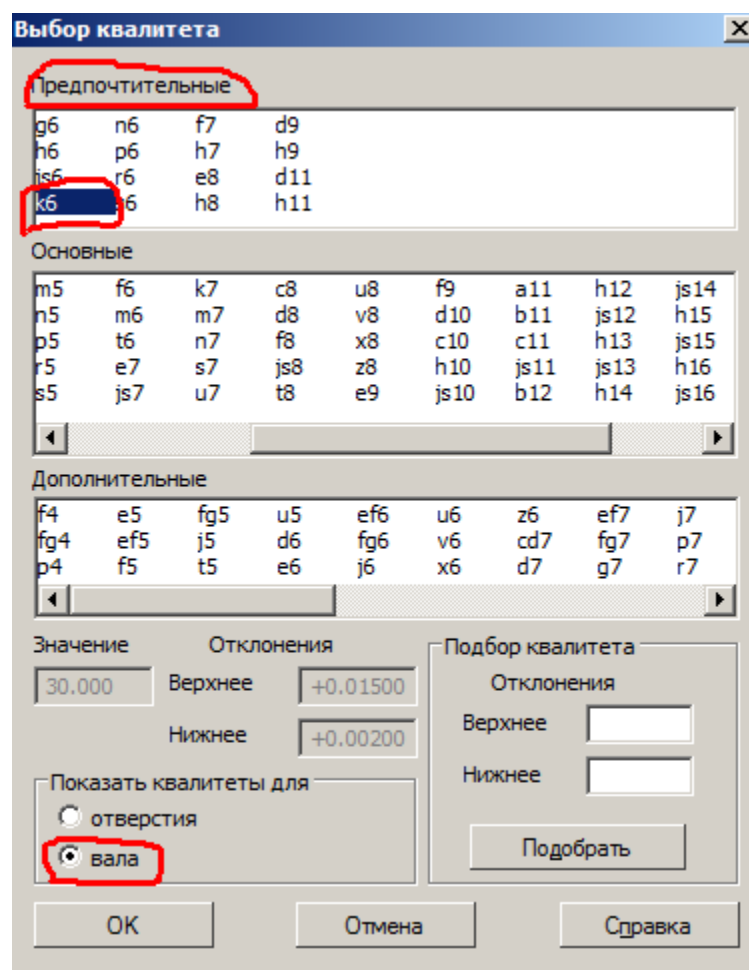 Выбор квалитета
Предпочтительные
g6 n6 f7 d9
h6 p6 h7 h9
js6 r6 e8 d11
k6 s6 h8 h11
Основные
m5 f6 k7 c8 u8 f9 a11 h12 js14
n5 m6 m7 d8 v8 d10 b11 js12 h15
p5 t6 n7 f8 x8 c10 c11 h13 js15
r5 e7 s7 js8 z8 h10 js11 js13 h16
s5 js7 u7 t8 e9 js10 b12 h14 js16
Дополнительные
f4 e5 fg5 u5 ef6 u6 z6 ef7 j7
fg4 ef5 j5 d6 fg6 v6 cd7 fg7 p7
p4 f5 t5 e6 j6 x6 d7 g7 r7
Значение Отклонения
30.000 Верхнее +0.01500
Нижнее +0.00200
Показать квалитеты для
отверстия
вала
Подбор квалитета
Отклонения
Верхнее
Нижнее
Подобрать
OK Отмена Справка